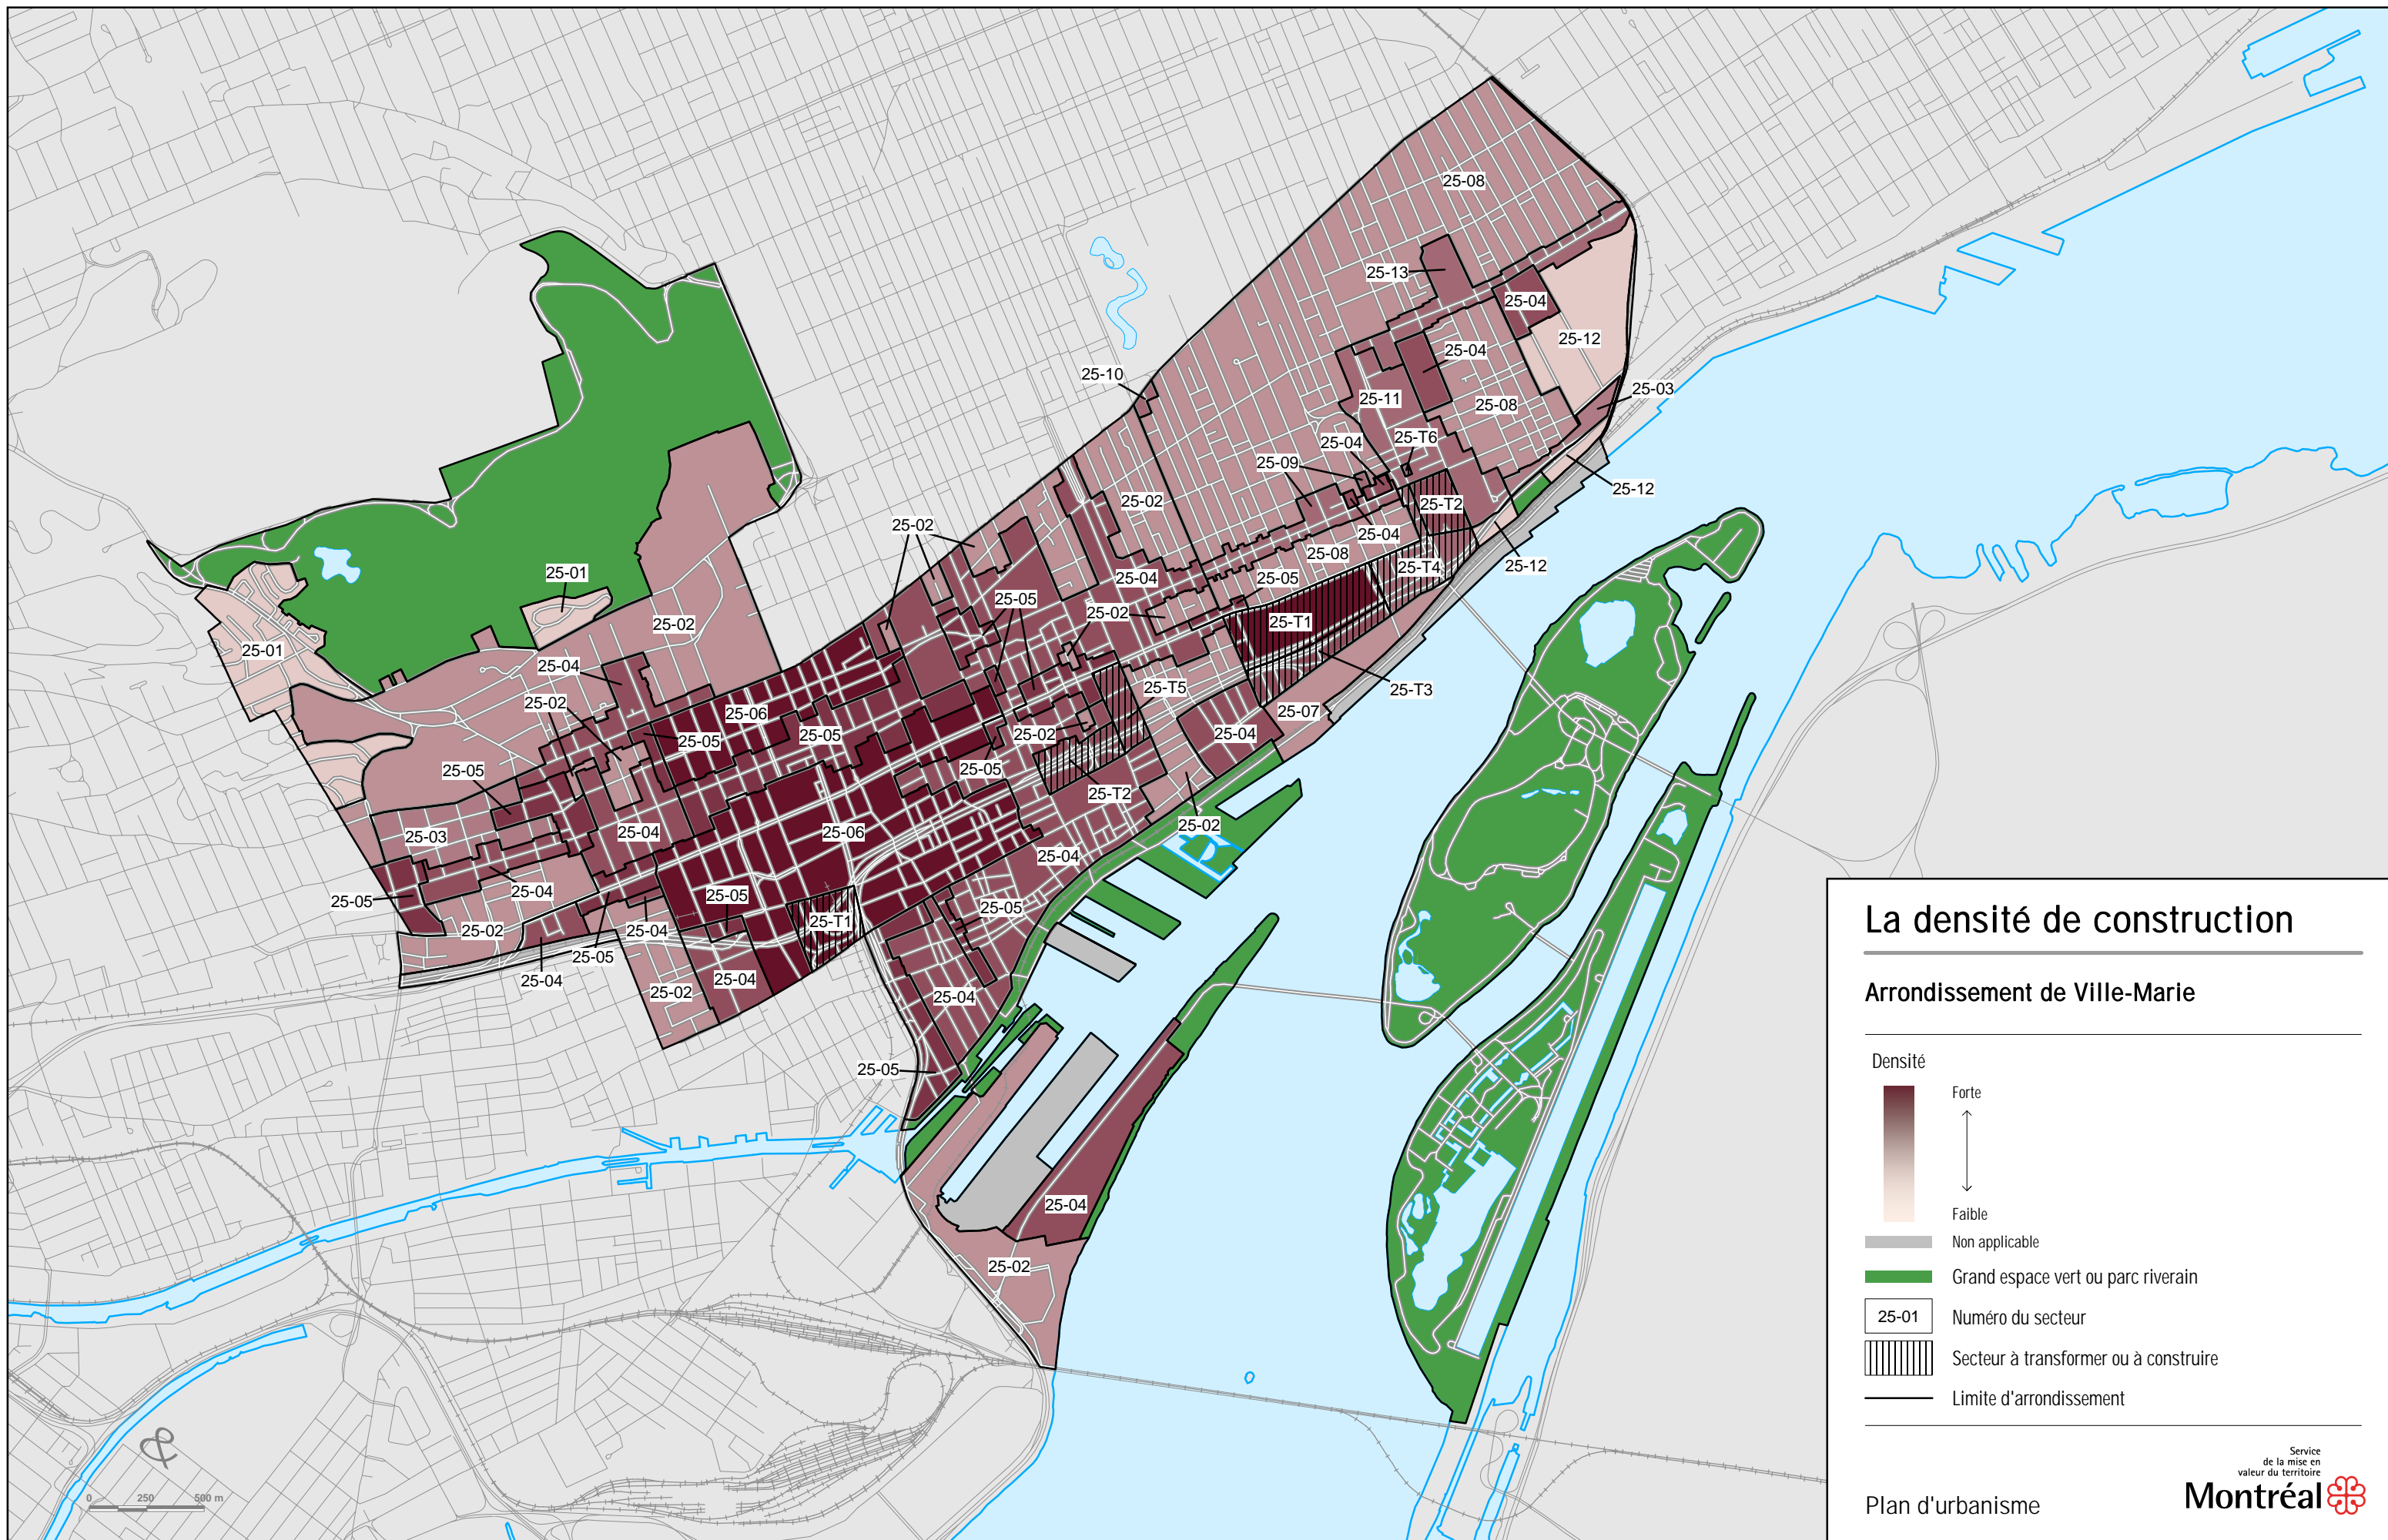 25-08
25-13
25-04
25-12
25-04
25-10
25-03
25-11
25-08
25-04
25-T6
25-09
25-02
25-12
25-T2
25-02
25-04
25-08
25-12
25-T4
25-01
25-04
25-05
25-05
25-02
25-02
25-T1
25-01
25-04
25-T5
25-T3
25-02
25-06
25-07
25-05
25-05
25-02
25-04
25-05
25-05
25-T2
25-02
25-03
25-04
25-06
25-04
25-04
25-05
25-05
25-05
25-T1
25-02
25-04
25-05
25-04
25-04
25-02
25-04
25-05
25-04
25-02
0 250 500 m
La densité de construction
Arrondissement de Ville-Marie
Densité
Forte
Faible
Non applicable
Grand espace vert ou parc riverain
25-01 Numéro du secteur
Secteur à transformer ou à construire
Limite d'arrondissement
Service
de la mise en
valeur du territoire
Plan d'urbanisme
Montréal